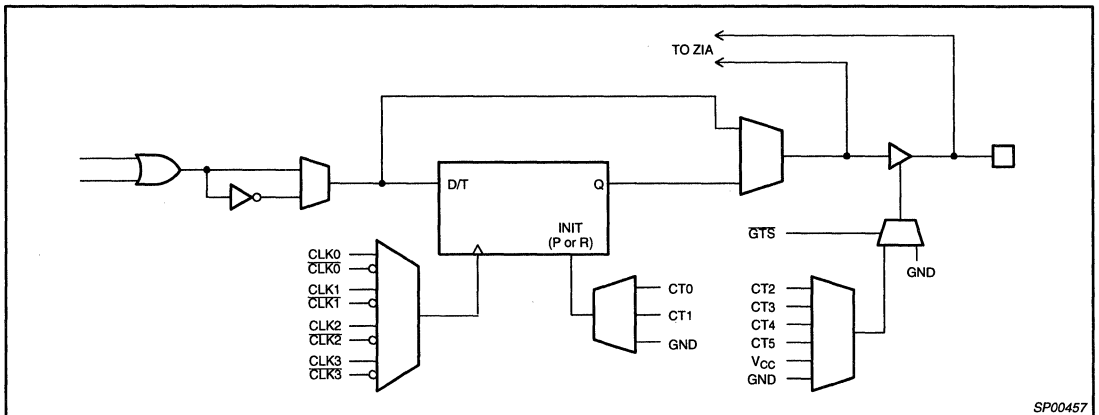 TO ZIA
D/T
Q
INIT
(P or R)
GTS
GND
CLK0
CLK0
CLK1
CLK1
CLK2
CLK2
CLK3
CLK3
CT0
CT1
GND
CT2
CT3
CT4
CT5
VCC
GND
SP00457